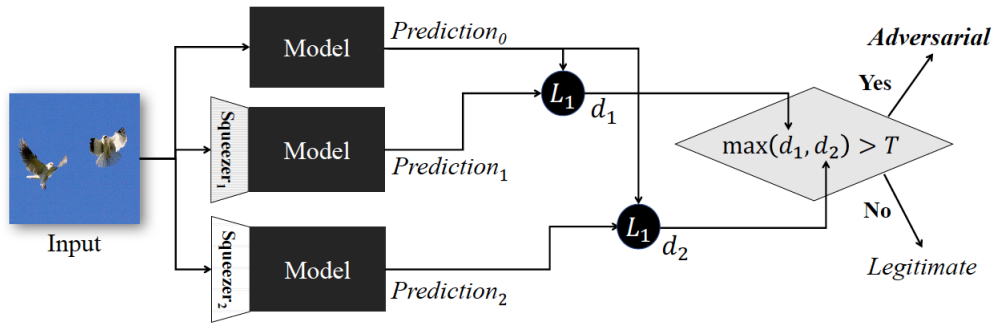 Model
Prediction₀
Adversarial
Yes
L₁
d₁
Squeezer₁
Model
Prediction₁
max(d₁, d₂) > T
Input
No
L₁
d₂
Squeezer₂
Model
Prediction₂
Legitimate